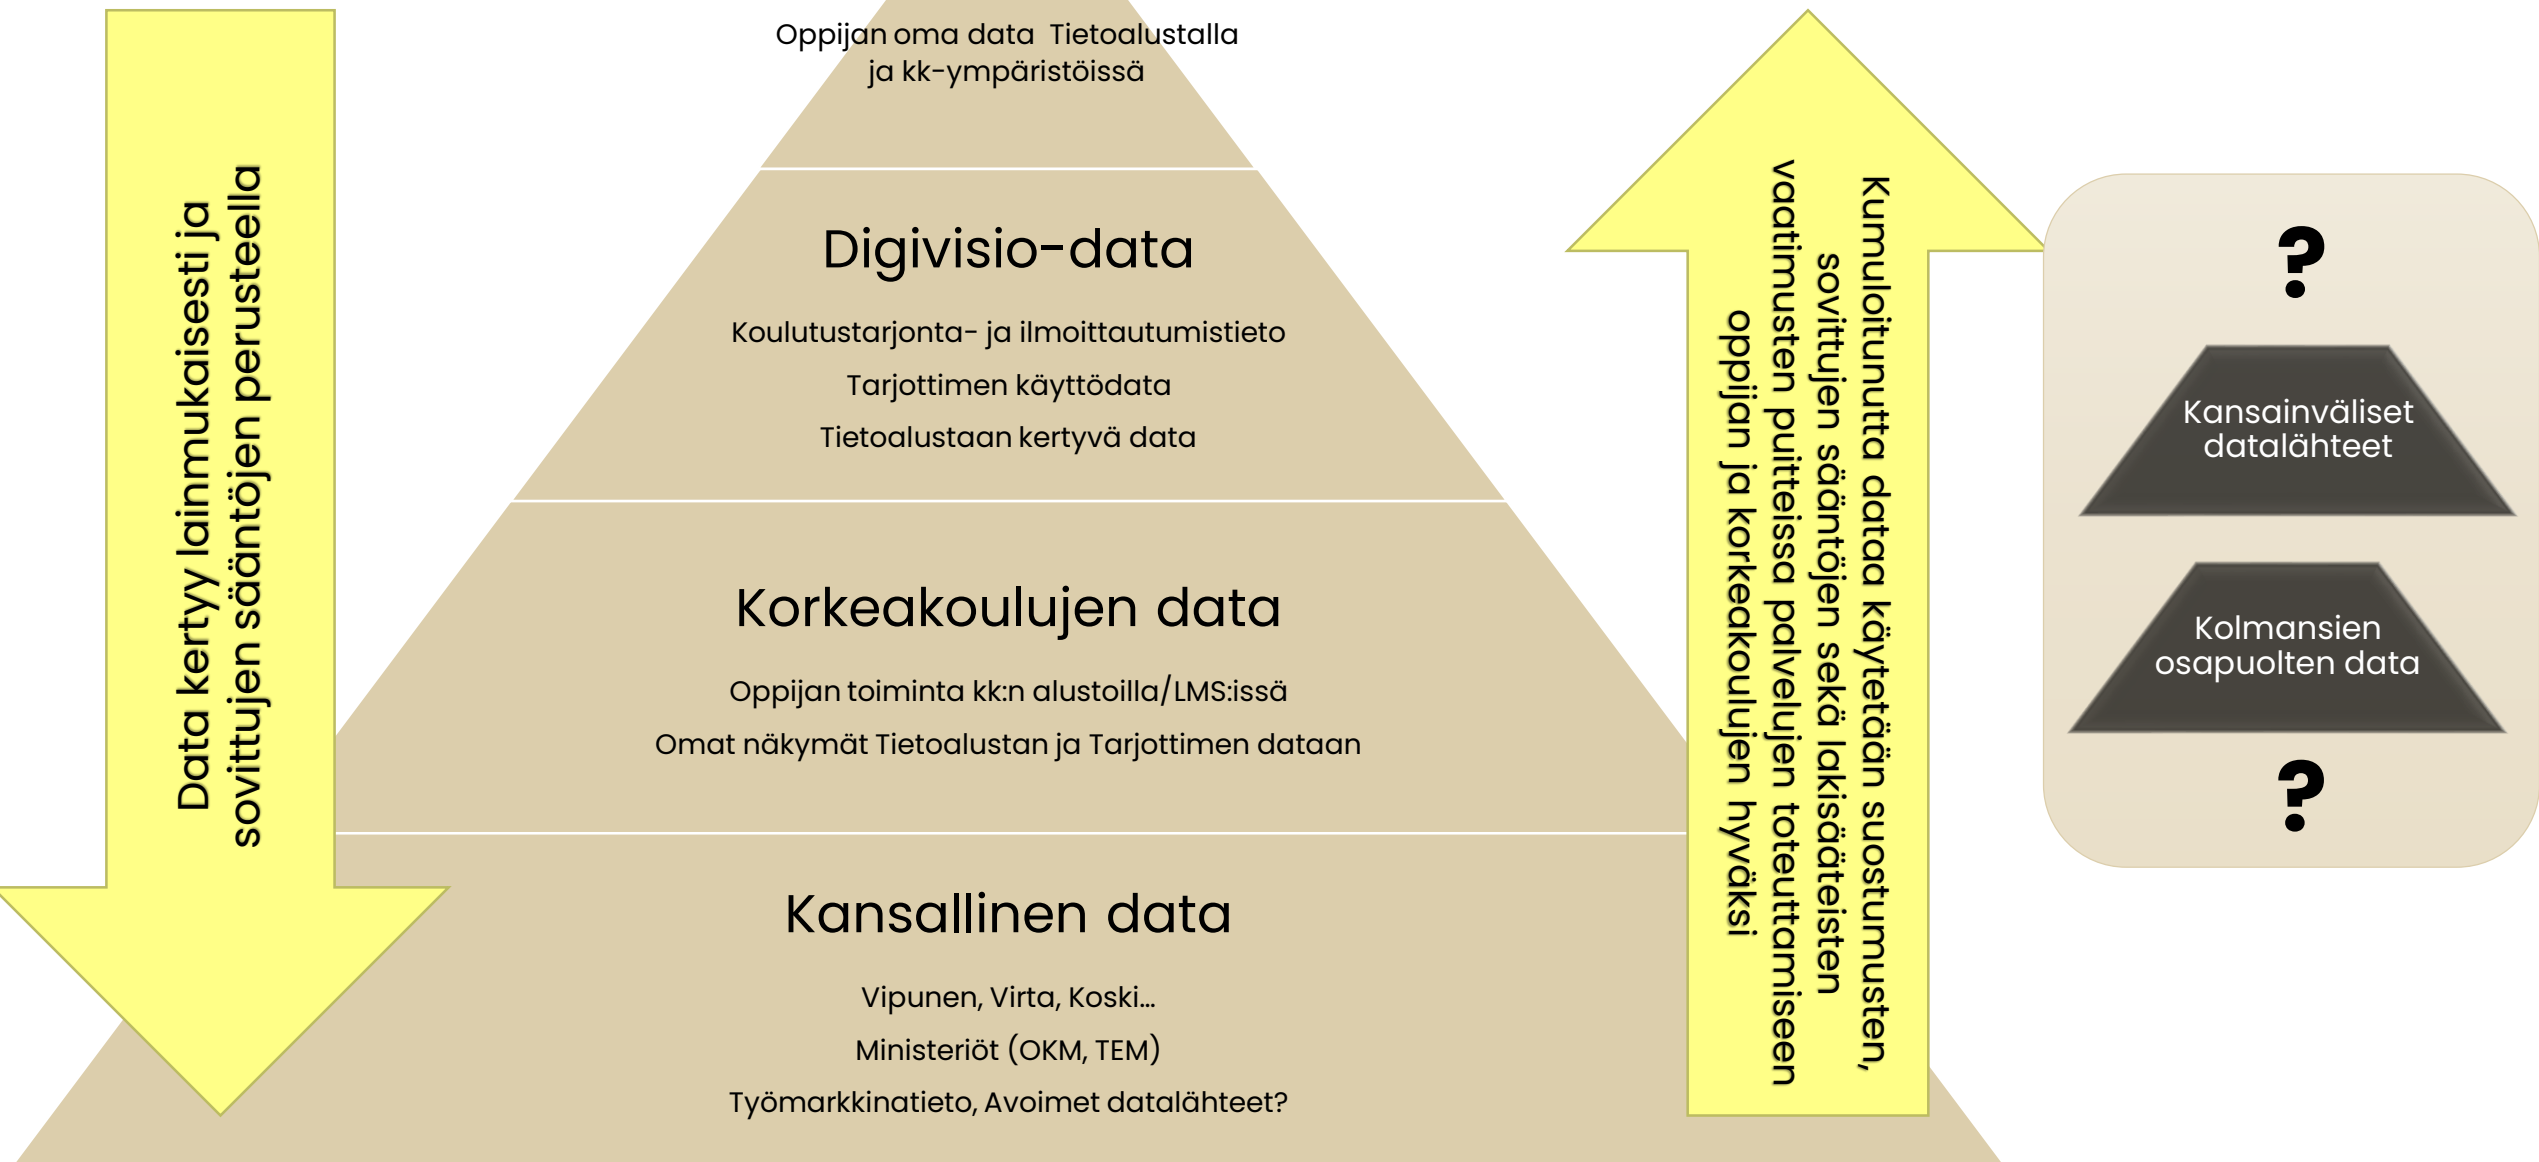 Data kertyy lainmukaisesti ja
sovittujen sääntöjen perusteella
Oppijan oma data Tietoalustalla
ja kk-ympäristöissä
Digivisio-data
Koulutustarjonta- ja ilmoittautumistieto
Tarjottimen käyttödata
Tietoalustaan kertyvä data
Korkeakoulujen data
Oppijan toiminta kk:n alustoilla/LMS:issä
Omat näkymät Tietoalustan ja Tarjottimen dataan
Kansallinen data
Vipunen, Virta, Koski...
Ministeriöt (OKM, TEM)
Työmarkkinatieto, Avoimet datalähteet?
Kumuloitunutta dataa käytetään suostumusten,
sovittujen sääntöjen sekä lakisääteisten
vaatimusten puitteissa palvelujen toteuttamiseen
oppijan ja korkeakoulujen hyväksi
?
Kansainväliset
datalähteet
Kolmansien
osapuolten data
?